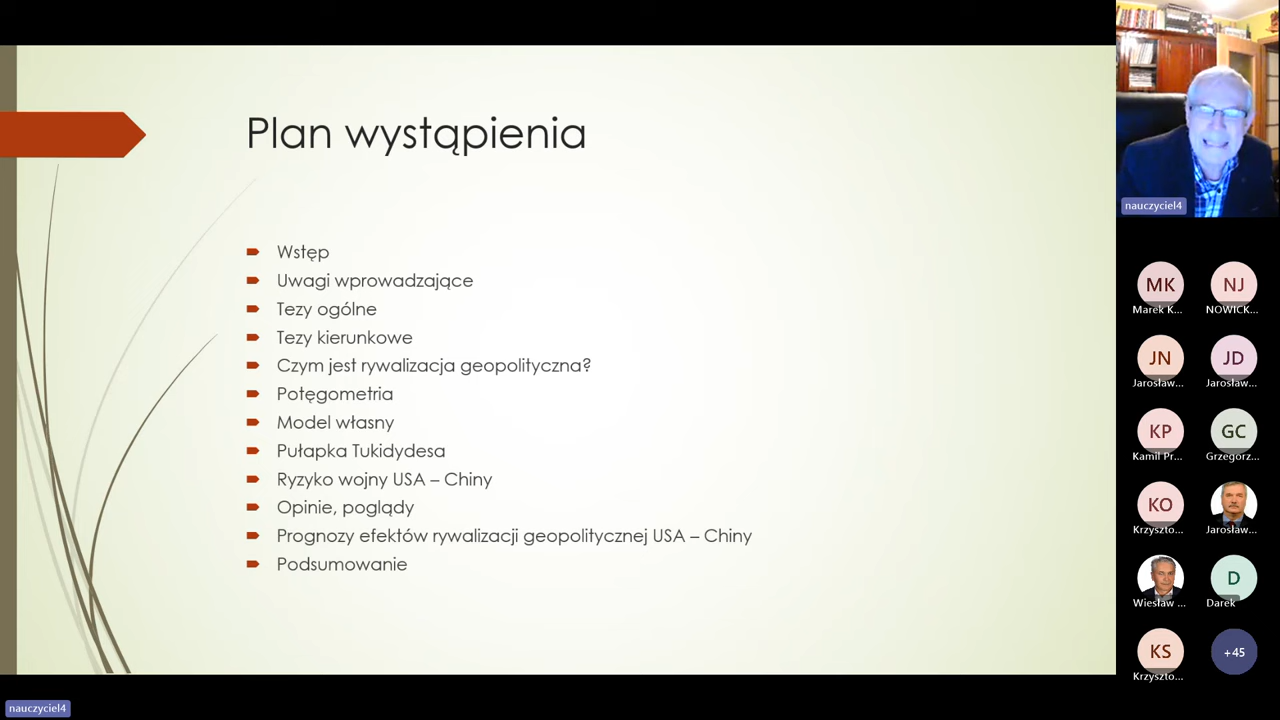 Plan wystąpienia
Wstęp
Uwagi wprowadzające
Tezy ogólne
Tezy kierunkowe
Czym jest rywalizacja geopolityczna?
Potęgometria
Model własny
Pułapka Tukidydesa
Ryzyko wojny USA – Chiny
Opinie, poglądy
Prognozy efektów rywalizacji geopolitycznej USA – Chiny
Podsumowanie
nauczyciel4
MK
Marek K...
NJ
NOWICK...
JN
Jarosław...
JD
Jarosław...
KP
Kamil Pr...
GC
Grzegorz...
KO
Krzyszto...
Jarosław...
Wiesław ...
D
Darek
KS
Krzyszto...
+45
nauczyciel4